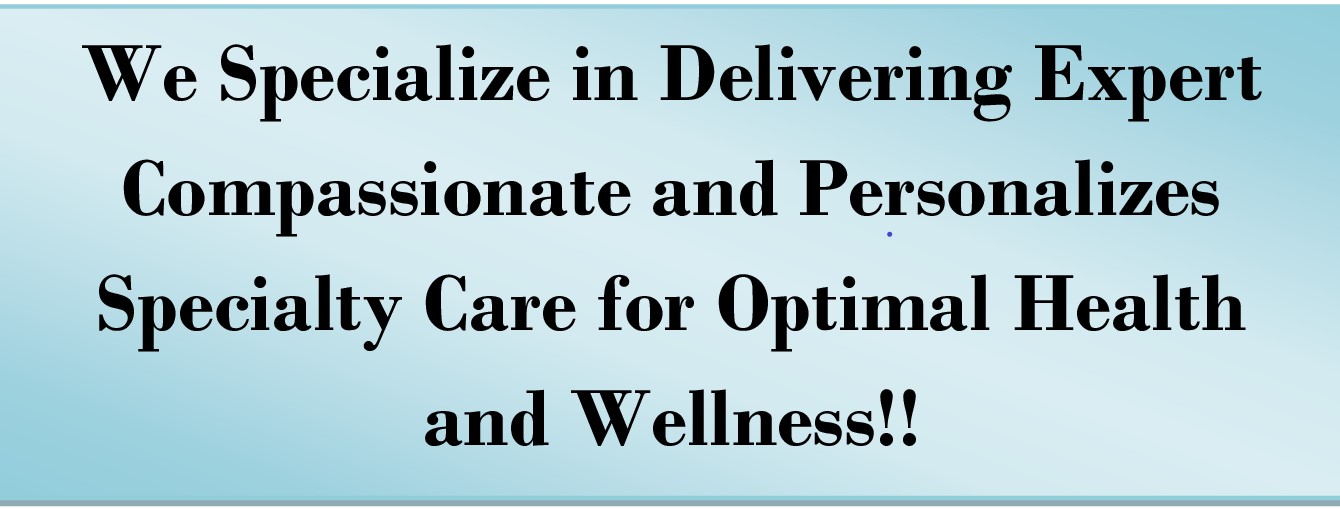 We Specialize in Delivering Expert
Compassionate and Personalizes
Specialty Care for Optimal Health
and Wellness!!